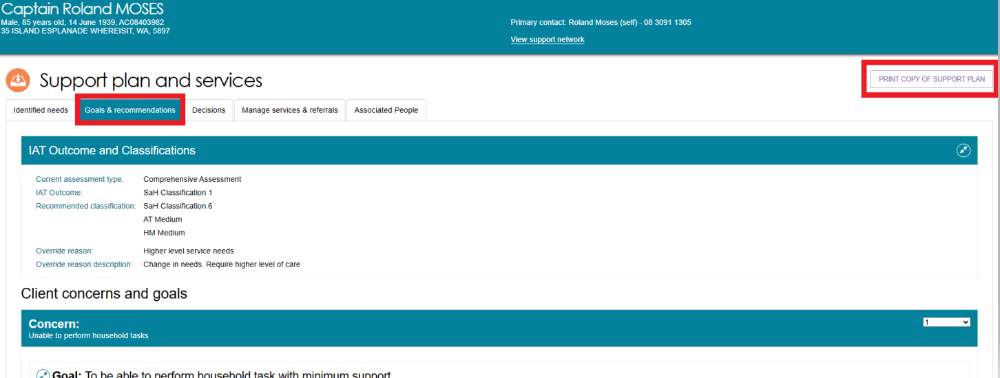 Captain Roland MOSES
Male, 85 years old, 14 June 1939, AC08403982
35 ISLAND ESPLANADE WHEREISIT, WA, 5897
Primary contact: Roland Moses (self) - 08 3091 1305
View support network
Support plan and services
PRINT COPY OF SUPPORT PLAN
Identified needs
Goals & recommendations
Decisions
Manage services & referrals
Associated People
IAT Outcome and Classifications
Current assessment type: Comprehensive Assessment
IAT Outcome: SaH Classification 1
Recommended classification: SaH Classification 6
AT Medium
HM Medium
Override reason: Higher level service needs
Override reason description: Change in needs. Require higher level of care
Client concerns and goals
Concern:
1
Unable to perform household tasks
Goal: To be able to perform household task with minimum support